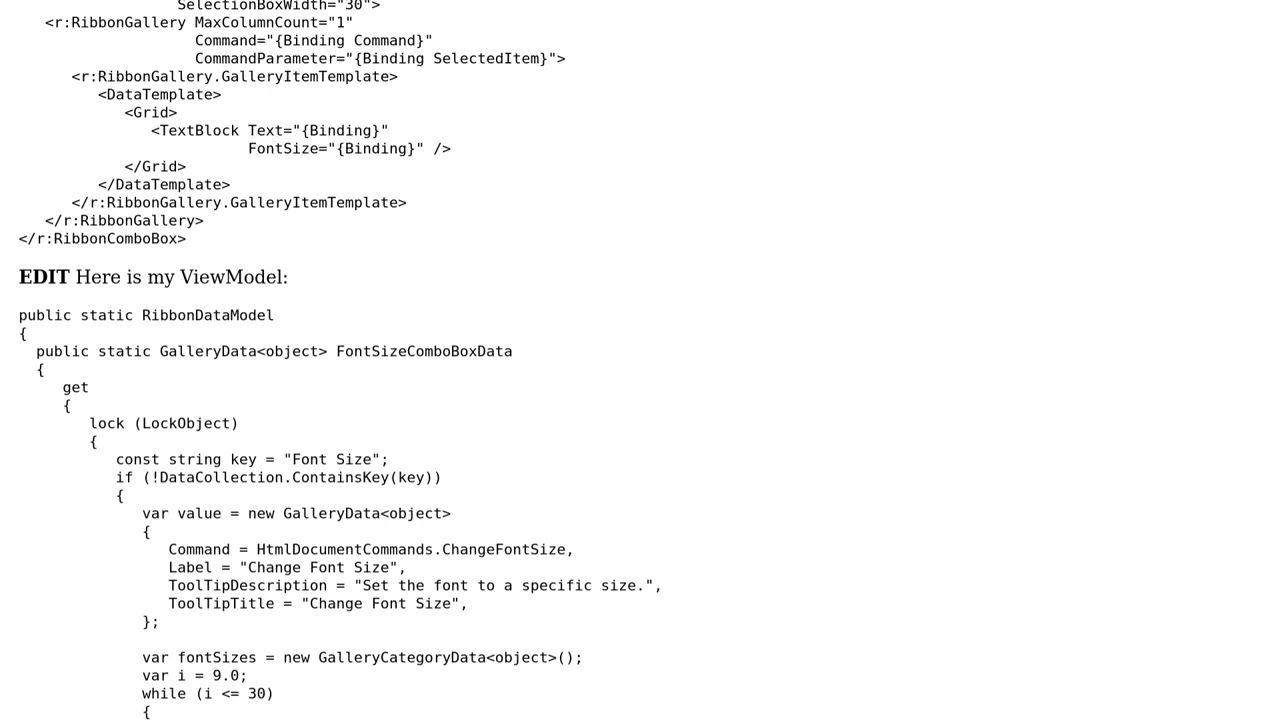 SelectionBoxWidth="30">
<r:RibbonGallery MaxColumnCount="1"
Command="{Binding Command}"
CommandParameter="{Binding SelectedItem}">
<r:RibbonGallery.GalleryItemTemplate>
<DataTemplate>
<Grid>
<TextBlock Text="{Binding}"
FontSize="{Binding}" />
</Grid>
</DataTemplate>
</r:RibbonGallery.GalleryItemTemplate>
</r:RibbonGallery>
</r:RibbonComboBox>
EDIT Here is my ViewModel:
public static RibbonDataModel
{
public static GalleryData<object> FontSizeComboBoxData
{
get
{
lock (LockObject)
{
const string key = "Font Size";
if (!DataCollection.ContainsKey(key))
{
var value = new GalleryData<object>
{
Command = HtmlDocumentCommands.ChangeFontSize,
Label = "Change Font Size",
ToolTipDescription = "Set the font to a specific size.",
ToolTipTitle = "Change Font Size",
};
var fontSizes = new GalleryCategoryData<object>();
var i = 9.0;
while (i <= 30)
{